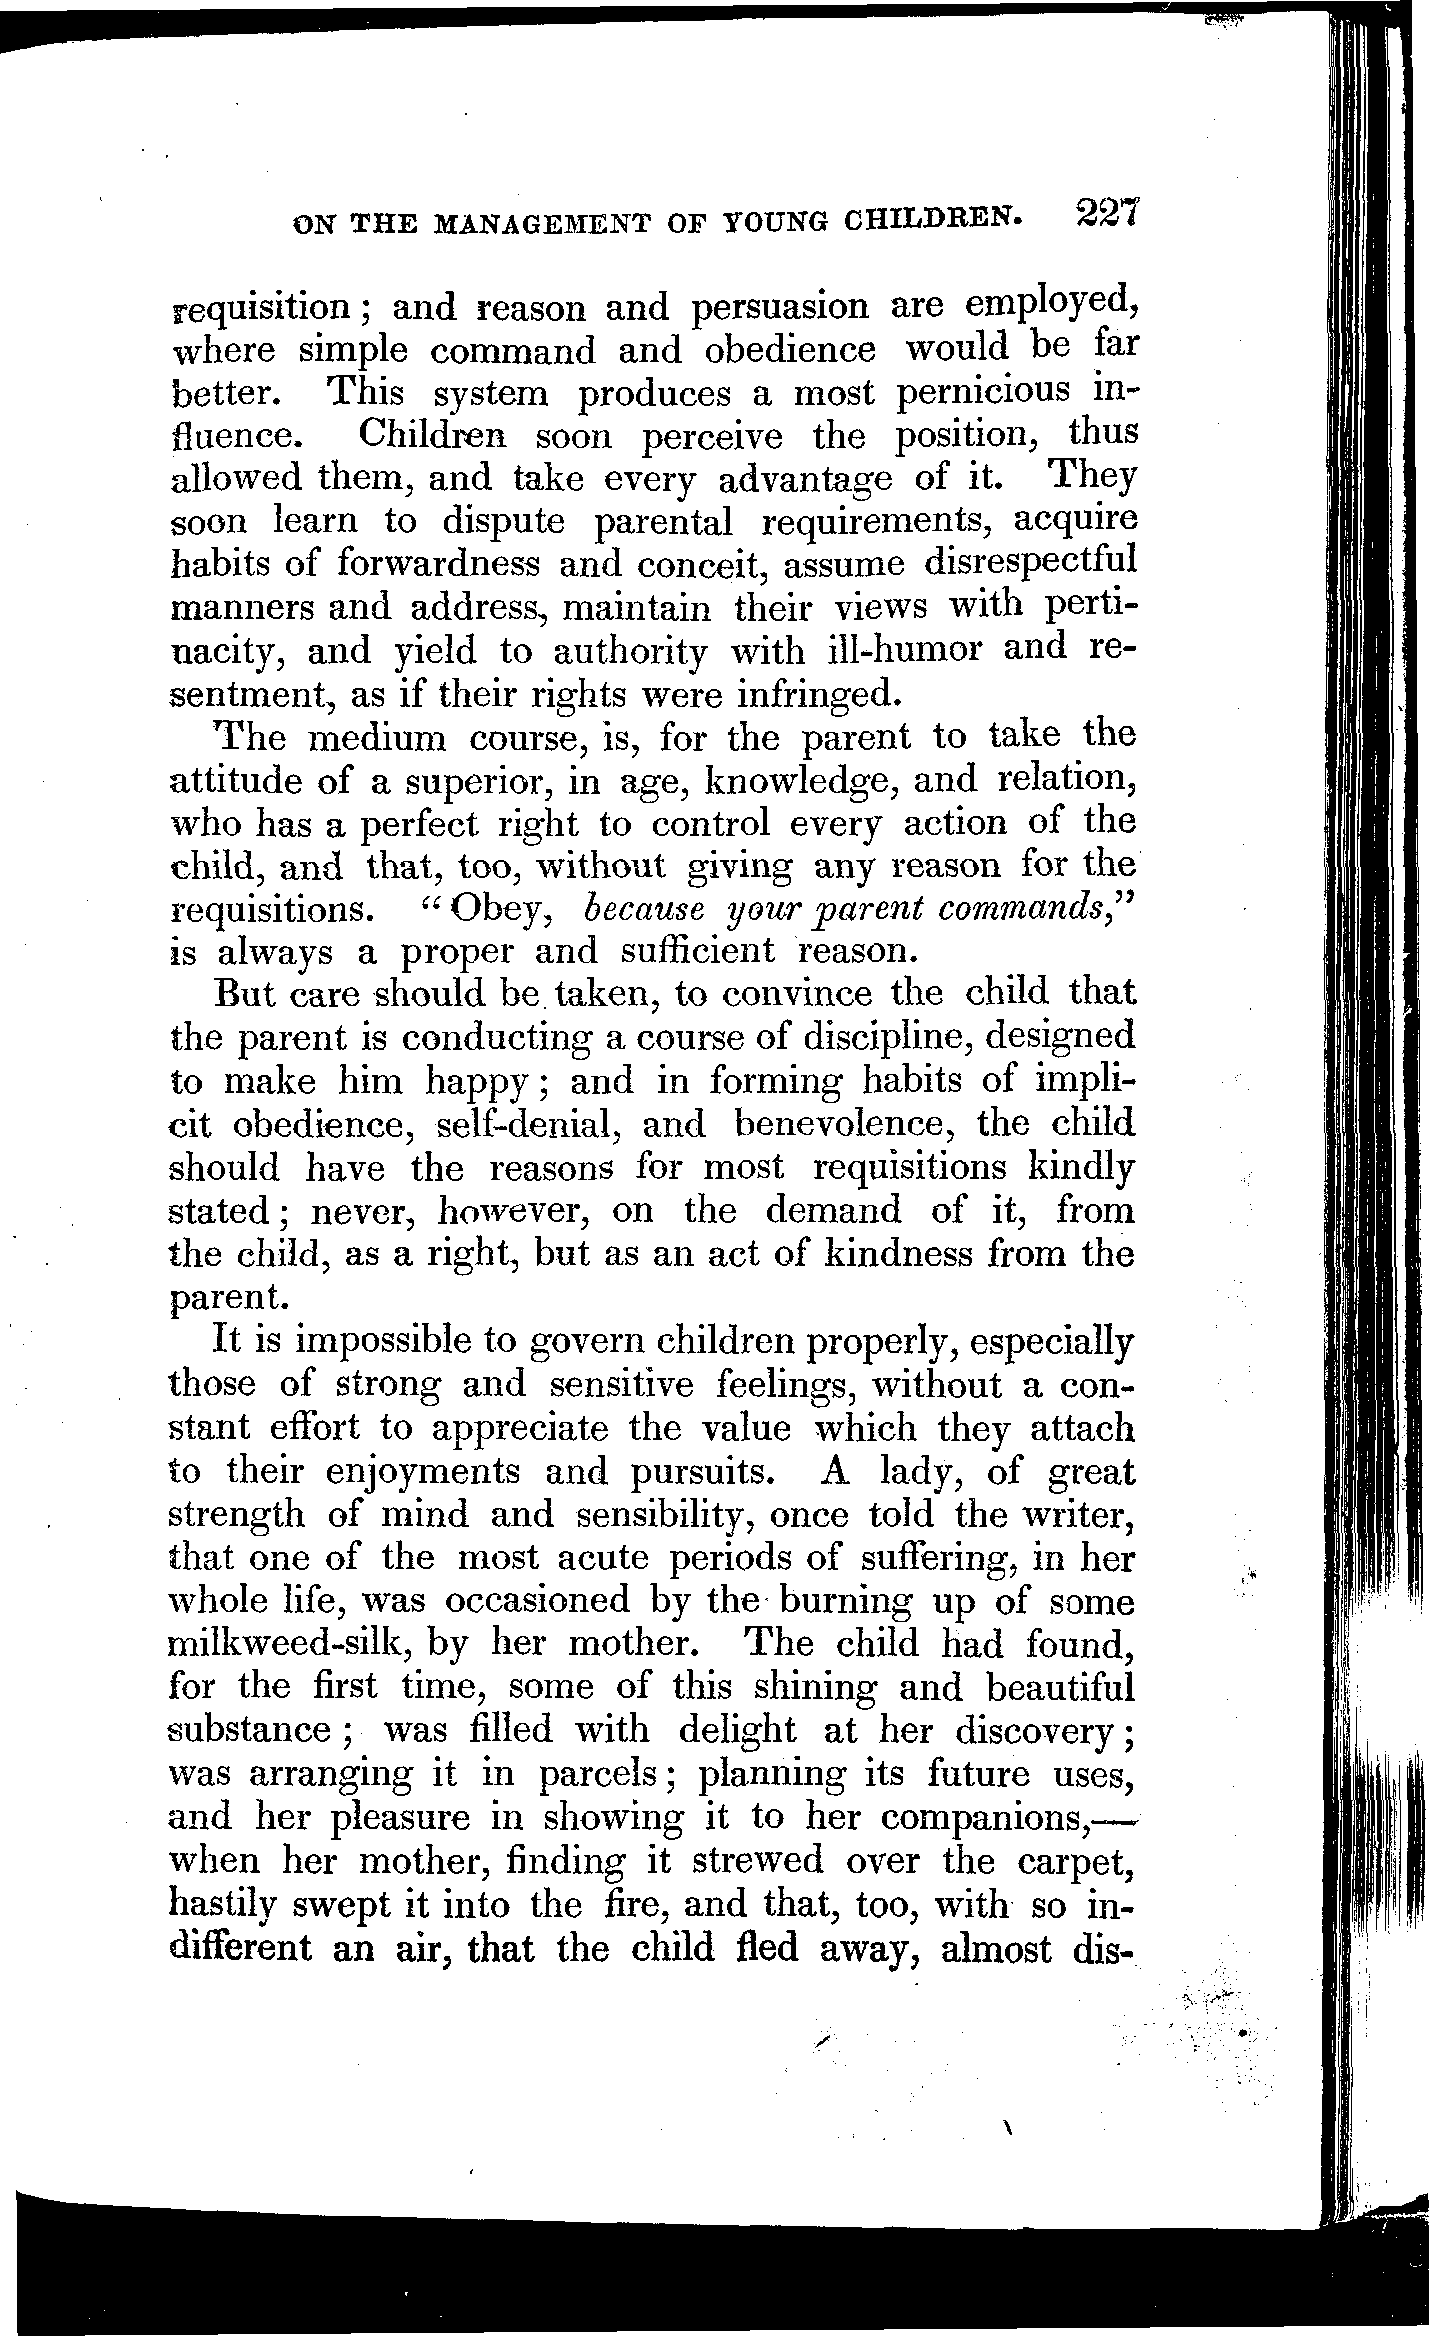 ON THE MANAGEMENT OF YOUNG CHILDREN. 227
requisition; and reason and persuasion are employed,
where simple command and obedience would be far
better. This system produces a most pernicious in-
fluence. Children soon perceive the position, thus
allowed them, and take every advantage of it. They
soon learn to dispute parental requirements, acquire
habits of forwardness and conceit, assume disrespectful
manners and address, maintain their views with perti-
nacity, and yield to authority with ill-humor and re-
sentment, as if their rights were infringed.
The medium course, is, for the parent to take the
attitude of a superior, in age, knowledge, and relation,
who has a perfect right to control every action of the
child, and that, too, without giving any reason for the
requisitions. "Obey, because your parent commands,"
is always a proper and sufficient reason.
But care should be taken, to convince the child that
the parent is conducting a course of discipline, designed
to make him happy; and in forming habits of impli-
cit obedience, self-denial, and benevolence, the child
should have the reasons for most requisitions kindly
stated; never, however, on the demand of it, from
the child, as a right, but as an act of kindness from the
parent.
It is impossible to govern children properly, especially
those of strong and sensitive feelings, without a con-
stant effort to appreciate the value which they attach
to their enjoyments and pursuits. A lady, of great
strength of mind and sensibility, once told the writer,
that one of the most acute periods of suffering, in her
whole life, was occasioned by the burning up of some
milkweed-silk, by her mother. The child had found,
for the first time, some of this shining and beautiful
substance; was filled with delight at her discovery;
was arranging it in parcels; planning its future uses,
and her pleasure in showing it to her companions,—
when her mother, finding it strewed over the carpet,
hastily swept it into the fire, and that, too, with so in-
different an air, that the child fled away, almost dis-